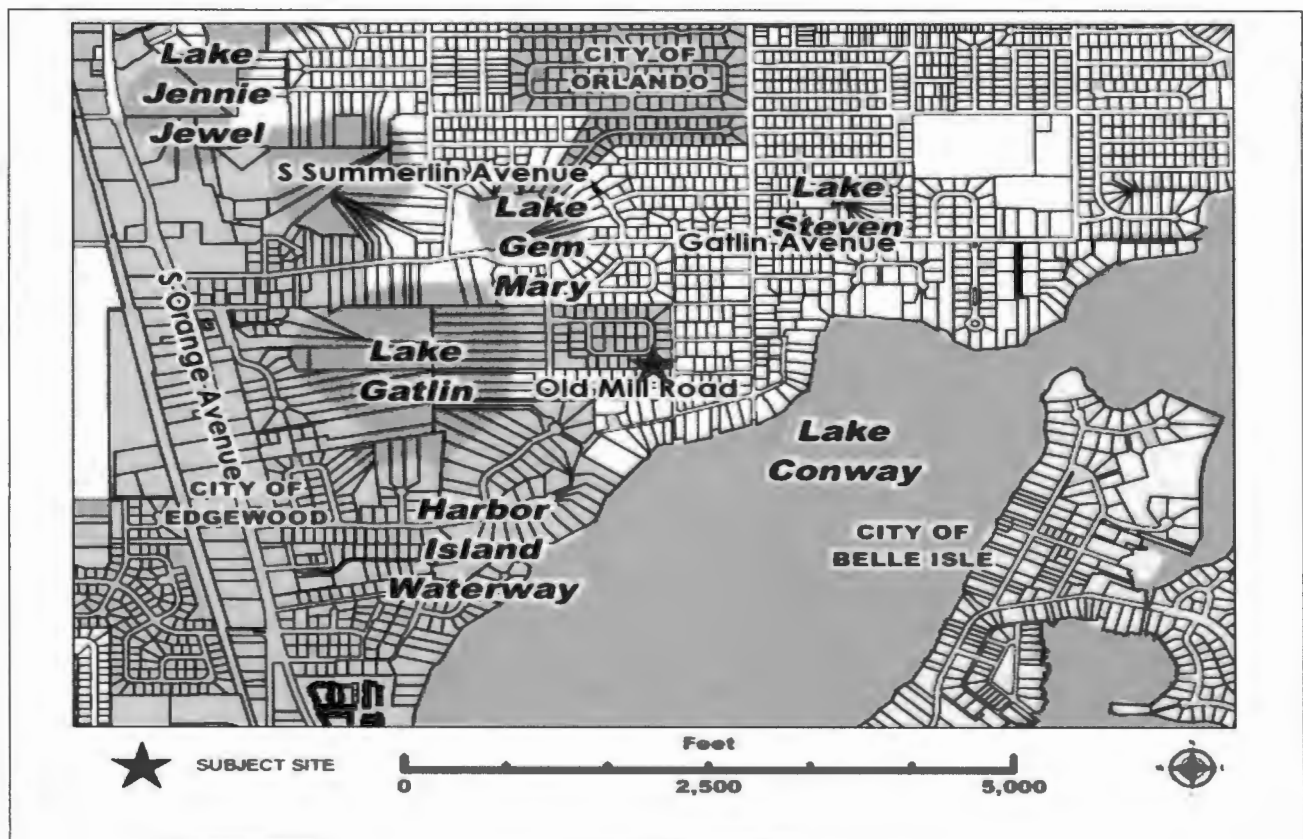 Lake
Jennie
Jewel
CITY OF
ORLANDO
S Summerlin Avenue
Lake
Gem
Mary
Lake
Steven
Gatlin Avenue
S Orange Avenue
Lake
Gatlin
Old Mill Road
Lake
Conway
CITY OF
EDGEWOOD
Harbor
Island
Waterway
CITY OF
BELLE ISLE
SUBJECT SITE
Feet
0 2,500 5,000